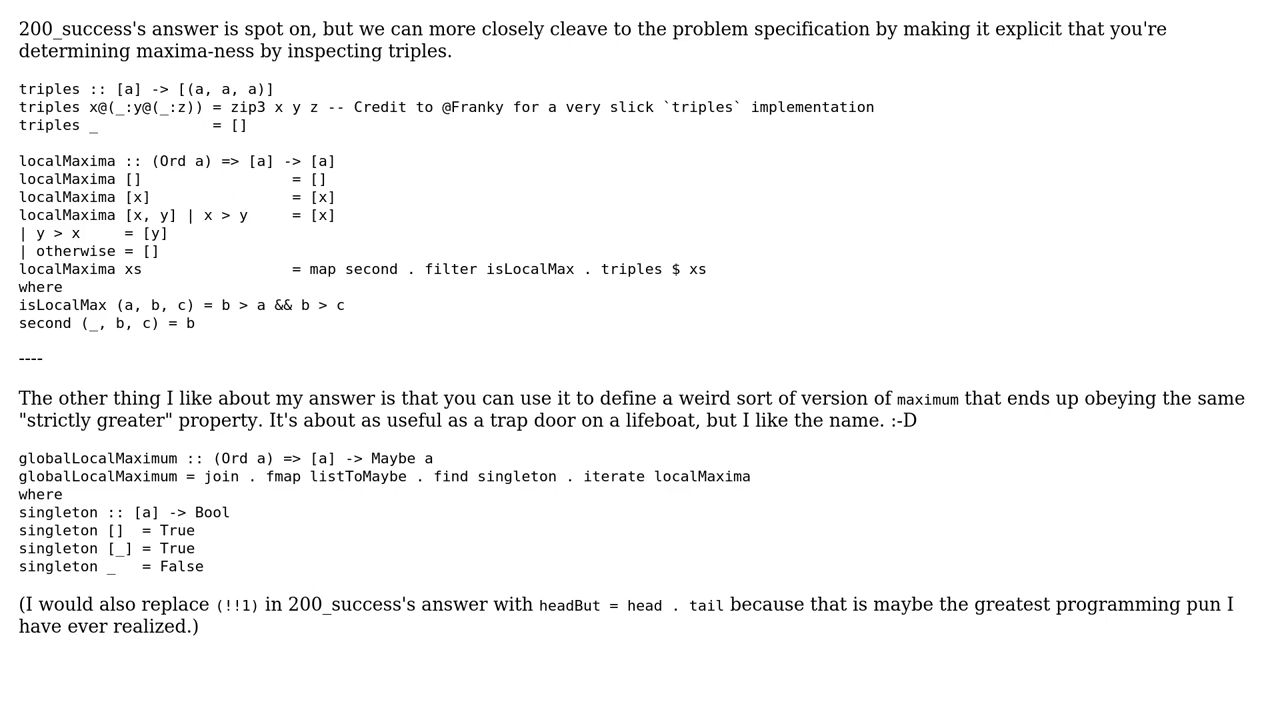 200_success's answer is spot on, but we can more closely cleave to the problem specification by making it explicit that you're
determining maxima-ness by inspecting triples.
triples :: [a] -> [(a, a, a)]
triples x@(_:y@(_:z)) = zip3 x y z -- Credit to @Franky for a very slick `triples` implementation
triples _             = []
localMaxima :: (Ord a) => [a] -> [a]
localMaxima []                 = []
localMaxima [x]                = [x]
localMaxima [x, y] | x > y     = [x]
| y > x     = [y]
| otherwise = []
localMaxima xs                 = map second . filter isLocalMax . triples $ xs
where
isLocalMax (a, b, c) = b > a && b > c
second (_, b, c) = b
----
The other thing I like about my answer is that you can use it to define a weird sort of version of maximum that ends up obeying the same
"strictly greater" property. It's about as useful as a trap door on a lifeboat, but I like the name. :-D
globalLocalMaximum :: (Ord a) => [a] -> Maybe a
globalLocalMaximum = join . fmap listToMaybe . find singleton . iterate localMaxima
where
singleton :: [a] -> Bool
singleton []  = True
singleton [_] = True
singleton _   = False
(I would also replace (!!1) in 200_success's answer with headBut = head . tail because that is maybe the greatest programming pun I
have ever realized.)